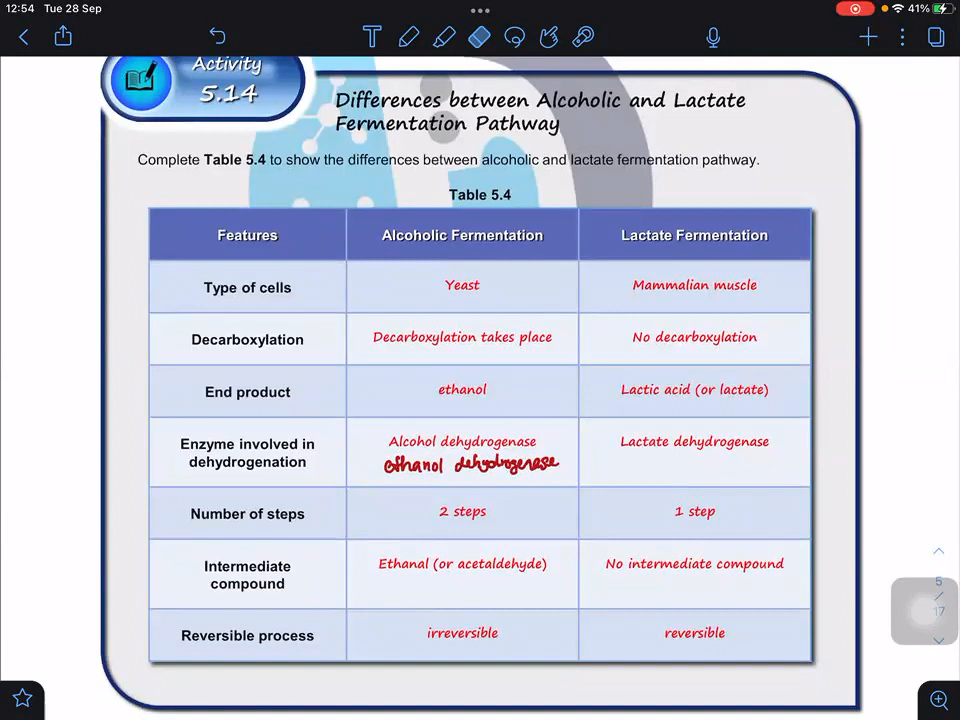 12:54 Tue 28 Sep
41%
T
Activity
5.14
Differences between Alcoholic and Lactate
Fermentation Pathway
Complete Table 5.4 to show the differences between alcoholic and lactate fermentation pathway.
Table 5.4
Features Alcoholic Fermentation Lactate Fermentation
Type of cells Yeast Mammalian muscle
Decarboxylation Decarboxylation takes place No decarboxylation
End product ethanol Lactic acid (or lactate)
Enzyme involved in
dehydrogenation
Alcohol dehydrogenase
ethanol dehydrogenase
Lactate dehydrogenase
Number of steps 2 steps 1 step
Intermediate
compound
Ethanal (or acetaldehyde) No intermediate compound
Reversible process irreversible reversible
5
/
17